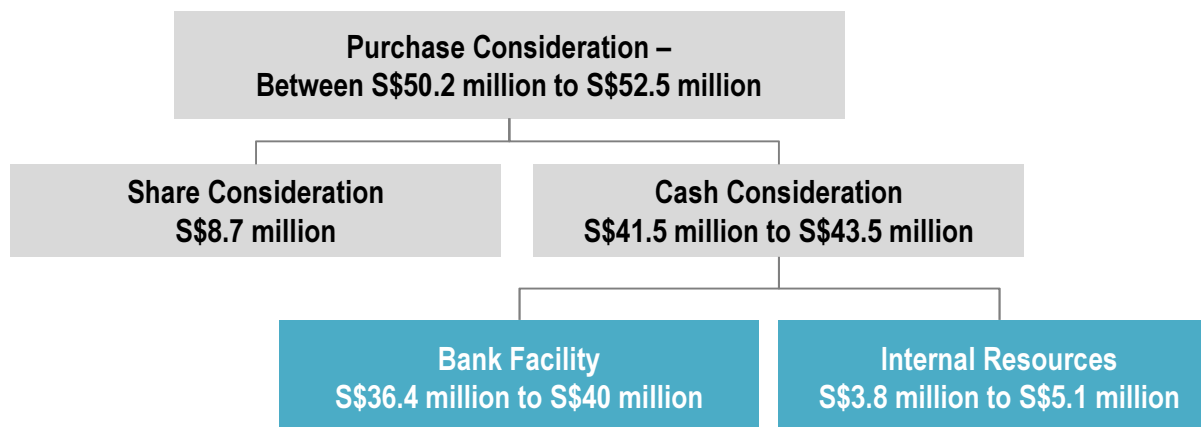 Purchase Consideration –
Between S$50.2 million to S$52.5 million
Share Consideration
S$8.7 million
Cash Consideration
S$41.5 million to S$43.5 million
Bank Facility
S$36.4 million to S$40 million
Internal Resources
S$3.8 million to S$5.1 million